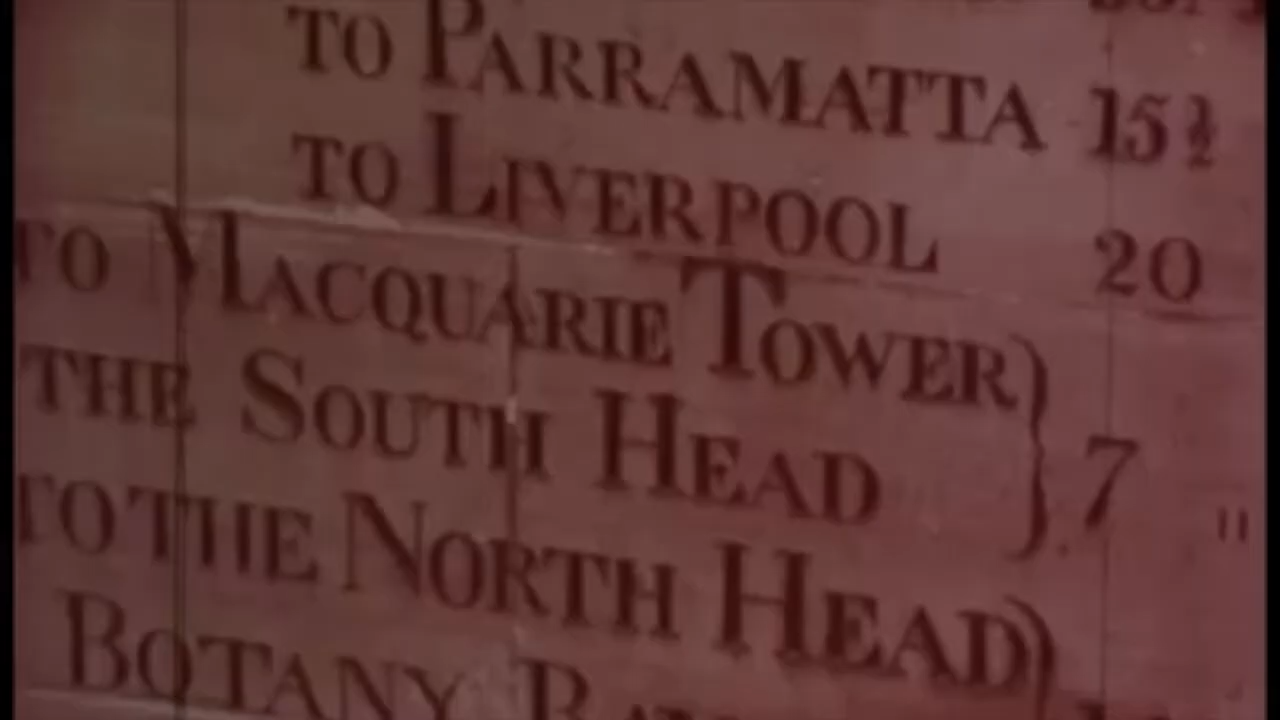 TO PARRAMATTA 15½
TO LIVERPOOL 20
TO MACQUARIE TOWER
THE SOUTH HEAD } 7 "
TO THE NORTH HEAD
BOTANY BAY